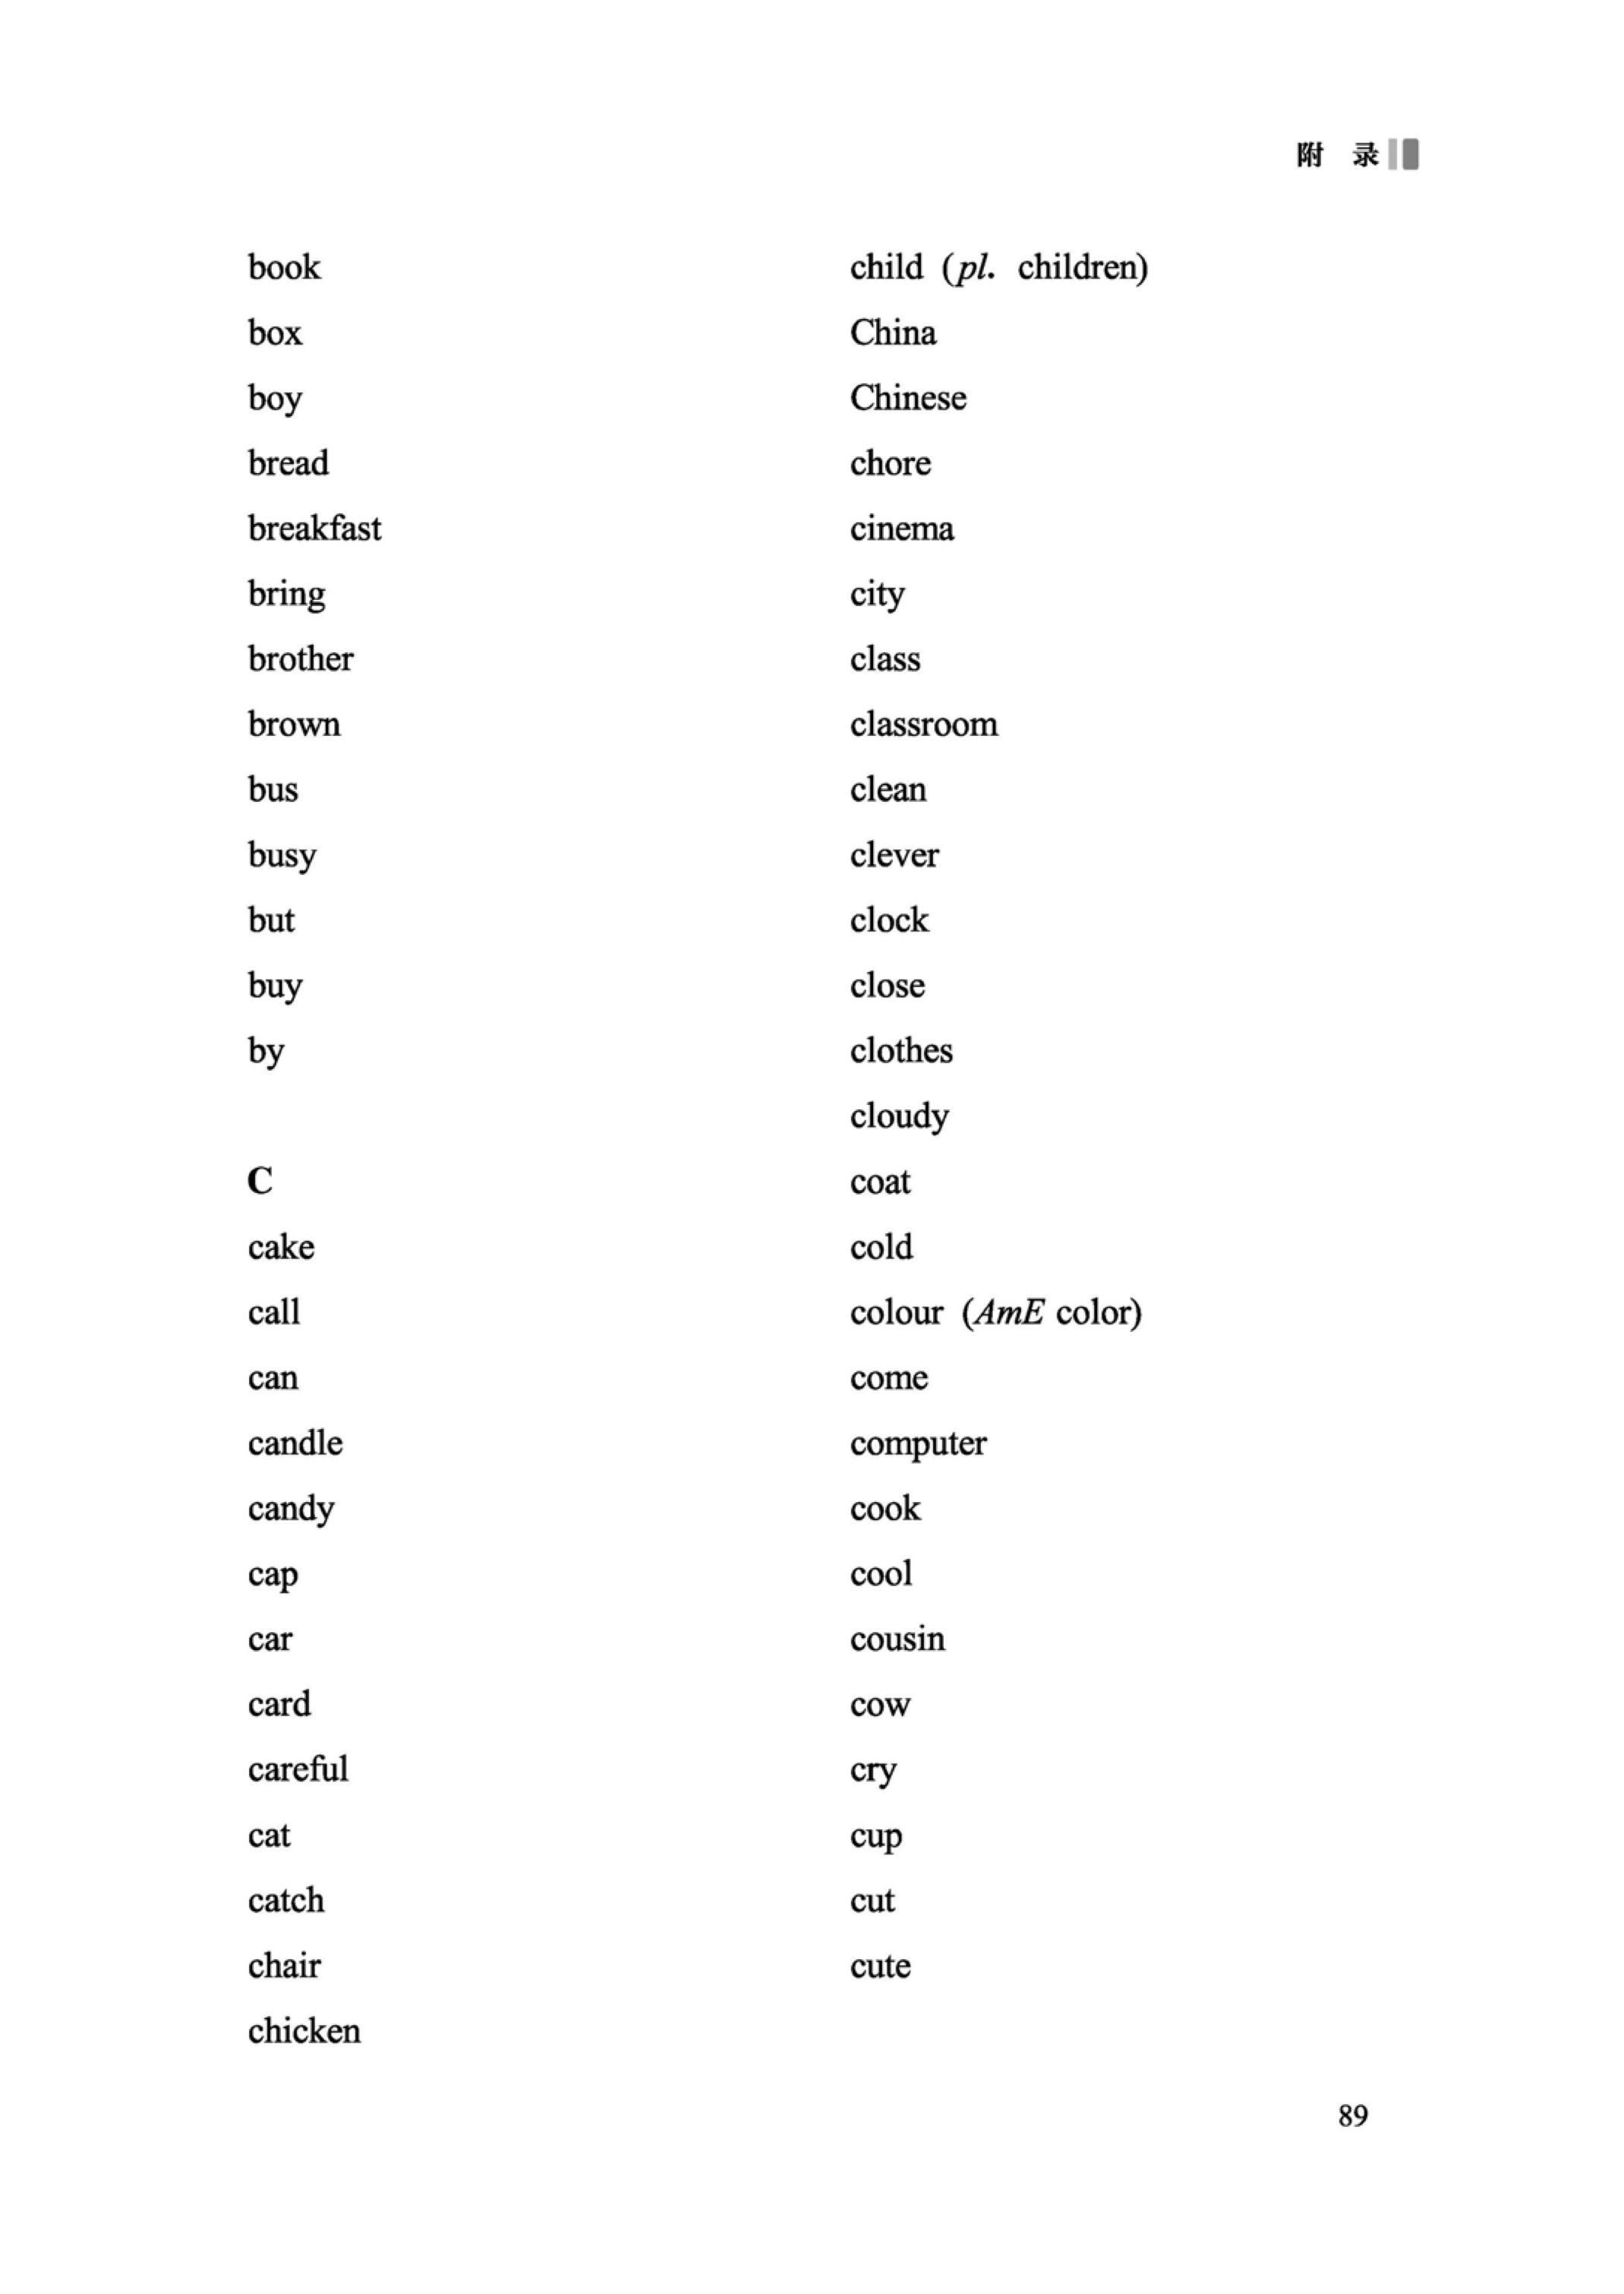 附 录
book
box
boy
bread
breakfast
bring
brother
brown
bus
busy
but
buy
by
C
cake
call
can
candle
candy
cap
car
card
careful
cat
catch
chair
chicken
child (pl. children)
China
Chinese
chore
cinema
city
class
classroom
clean
clever
clock
close
clothes
cloudy
coat
cold
colour (AmE color)
come
computer
cook
cool
cousin
cow
cry
cup
cut
cute
89